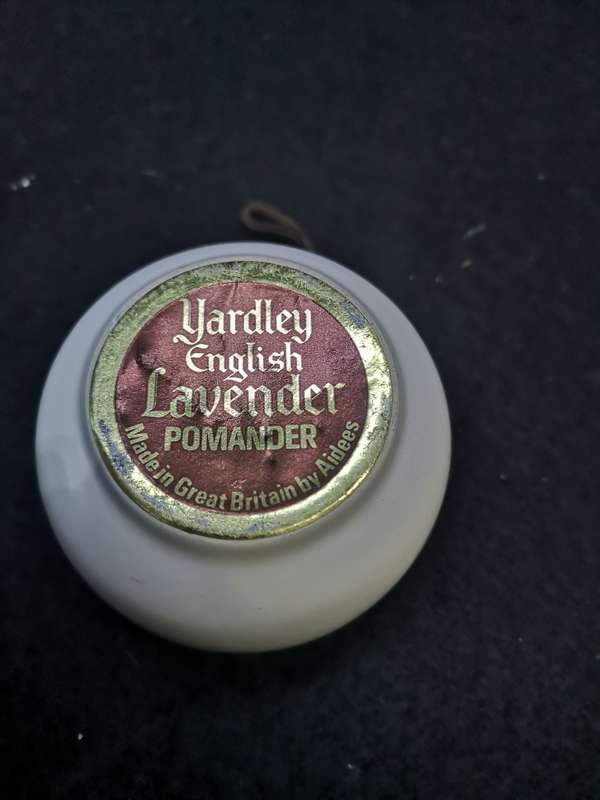 Yardley
English
Lavender
POMANDER
Made in Great Britain by Aidees